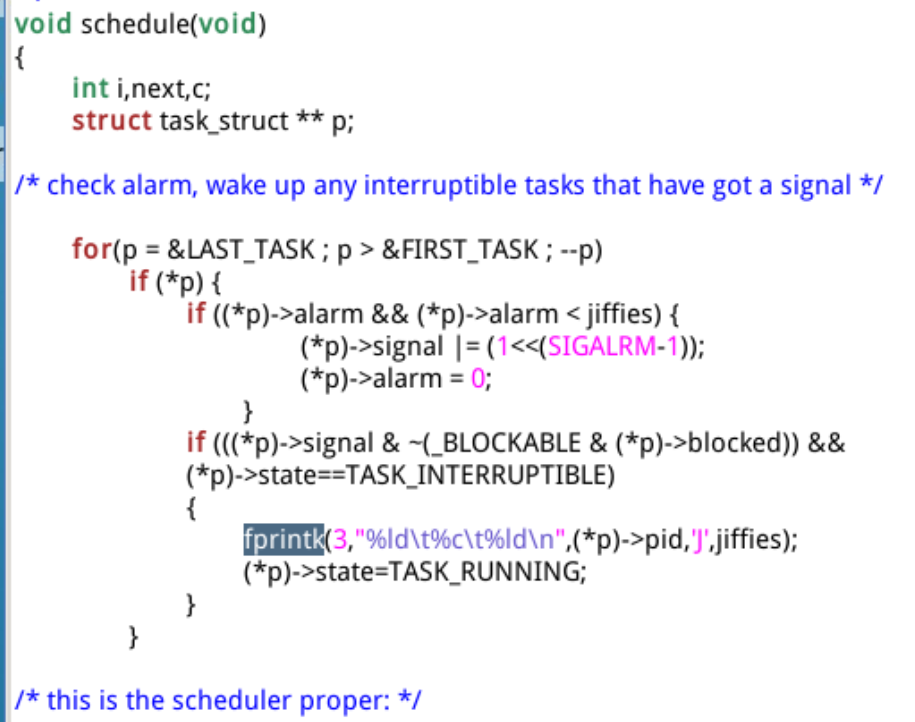 void schedule(void)
{
int i,next,c;
struct task_struct ** p;
/* check alarm, wake up any interruptible tasks that have got a signal */
for(p = &LAST_TASK ; p > &FIRST_TASK ; --p)
if (*p) {
if ((*p)->alarm && (*p)->alarm < jiffies) {
(*p)->signal |= (1<<(SIGALRM-1));
(*p)->alarm = 0;
}
if (((*p)->signal & ~(_BLOCKABLE & (*p)->blocked)) &&
(*p)->state==TASK_INTERRUPTIBLE)
{
fprintk(3,"%ld\t%c\t%ld\n",(*p)->pid,'J',jiffies);
(*p)->state=TASK_RUNNING;
}
}
/* this is the scheduler proper: */